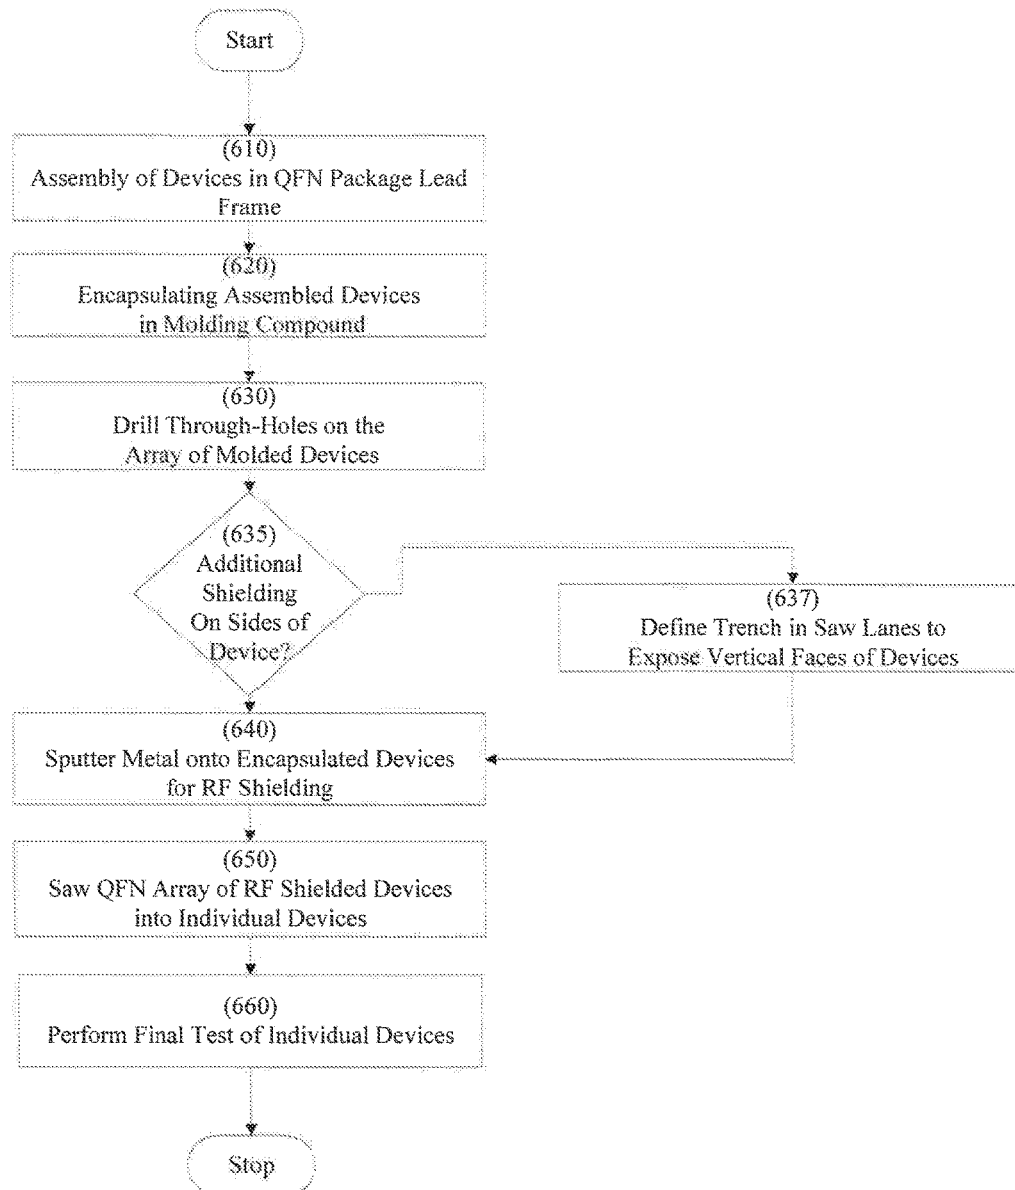 Start
(610)
Assembly of Devices in QFN Package Lead
Frame
(620)
Encapsulating Assembled Devices
in Molding Compound
(630)
Drill Through-Holes on the
Array of Molded Devices
(635)
Additional
Shielding
On Sides of
Device?
(637)
Define Trench in Saw Lanes to
Expose Vertical Faces of Devices
(640)
Sputter Metal onto Encapsulated Devices
for RF Shielding
(650)
Saw QFN Array of RF Shielded Devices
into Individual Devices
(660)
Perform Final Test of Individual Devices
Stop